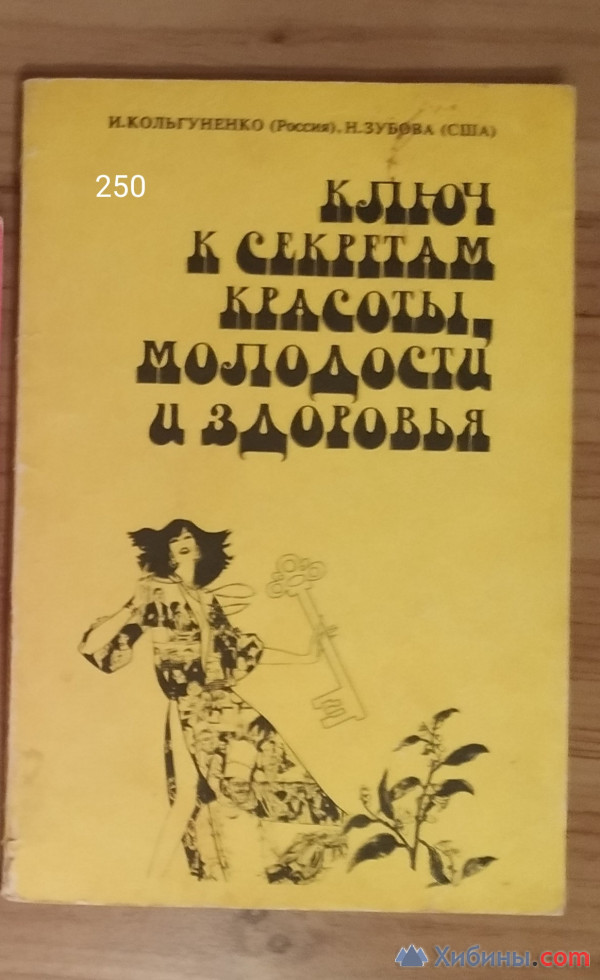 И.КОЛЬГУНЕНКО (Россия), Н.ЗУБОВА (США)
250
КЛЮЧ
К СЕКРЕТАМ
КРАСОТЫ,
МОЛОДОСТИ
И ЗДОРОВЬЯ
Хибины.com